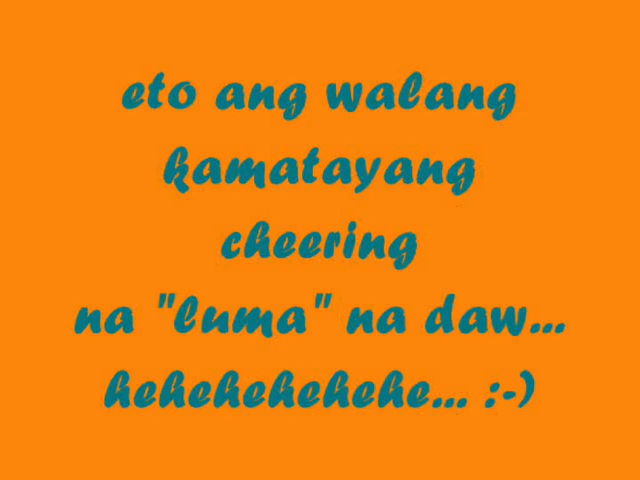 eto ang walang
kamatayang
cheering
na "luma" na daw...
hehehehehehe... :-)